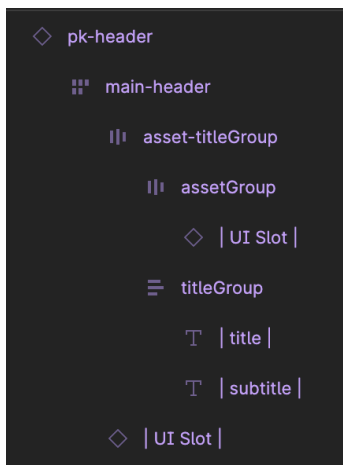 pk-header
main-header
asset-titleGroup
assetGroup
| UI Slot |
titleGroup
| title |
| subtitle |
| UI Slot |